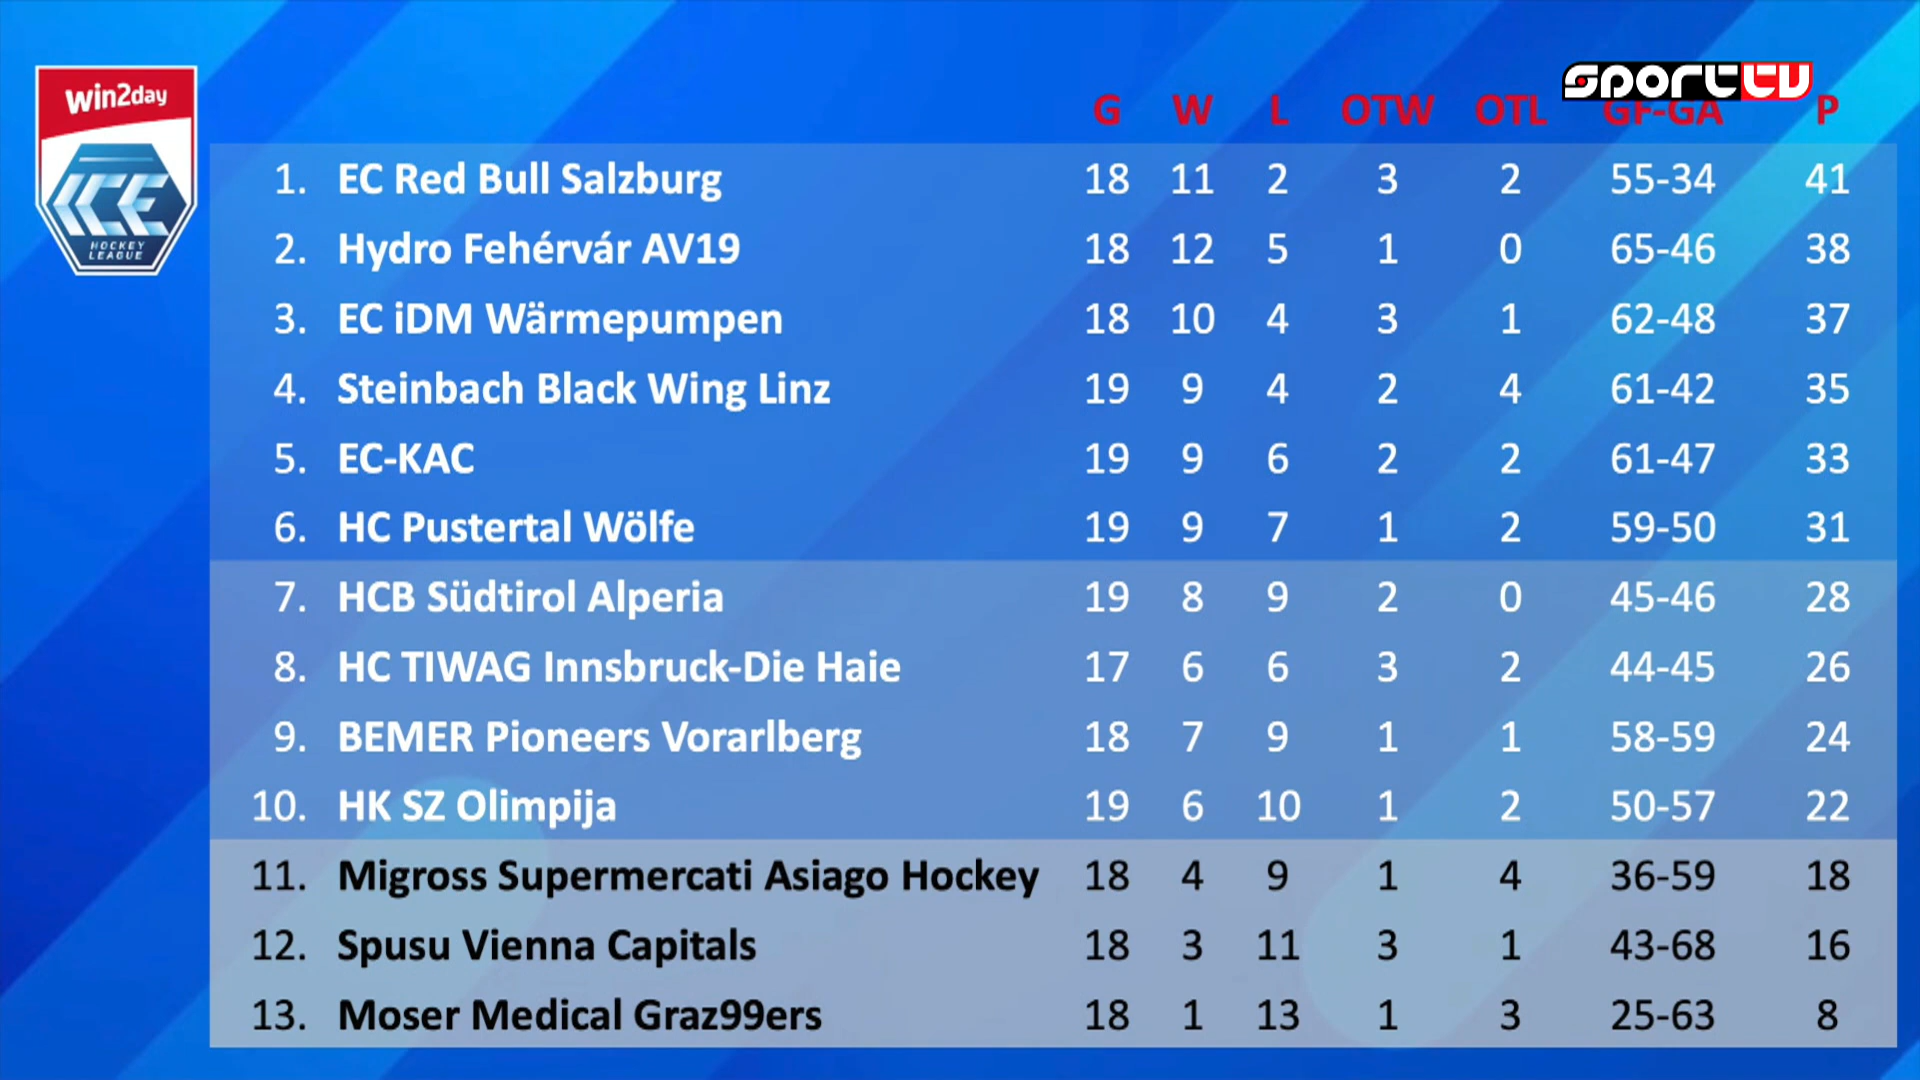 win2day
ICE
HOCKEY
LEAGUE
sport tv
G W L OTW OTL GF-GA P
1. EC Red Bull Salzburg 18 11 2 3 2 55-34 41
2. Hydro Fehérvár AV19 18 12 5 1 0 65-46 38
3. EC iDM Wärmepumpen 18 10 4 3 1 62-48 37
4. Steinbach Black Wing Linz 19 9 4 2 4 61-42 35
5. EC-KAC 19 9 6 2 2 61-47 33
6. HC Pustertal Wölfe 19 9 7 1 2 59-50 31
7. HCB Südtirol Alperia 19 8 9 2 0 45-46 28
8. HC TIWAG Innsbruck-Die Haie 17 6 6 3 2 44-45 26
9. BEMER Pioneers Vorarlberg 18 7 9 1 1 58-59 24
10. HK SZ Olimpija 19 6 10 1 2 50-57 22
11. Migross Supermercati Asiago Hockey 18 4 9 1 4 36-59 18
12. Spusu Vienna Capitals 18 3 11 3 1 43-68 16
13. Moser Medical Graz99ers 18 1 13 1 3 25-63 8